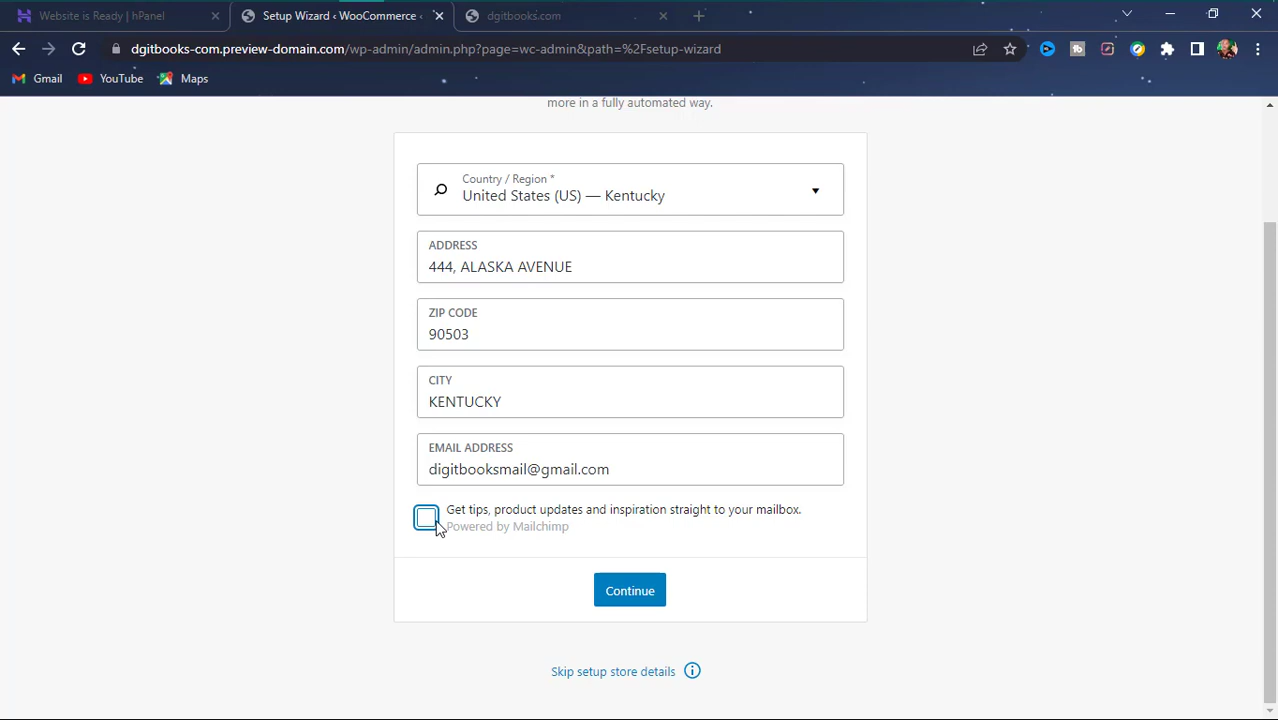 Website is Ready | hPanel
Setup Wizard ‹ WooCommerce ‹
dgitbooks.com
dgitbooks-com.preview-domain.com/wp-admin/admin.php?page=wc-admin&path=%2Fsetup-wizard
Gmail
YouTube
Maps
more in a fully automated way.
Country / Region *
United States (US) — Kentucky
ADDRESS
444, ALASKA AVENUE
ZIP CODE
90503
CITY
KENTUCKY
EMAIL ADDRESS
digitbooksmail@gmail.com
Get tips, product updates and inspiration straight to your mailbox.
Powered by Mailchimp
Continue
Skip setup store details